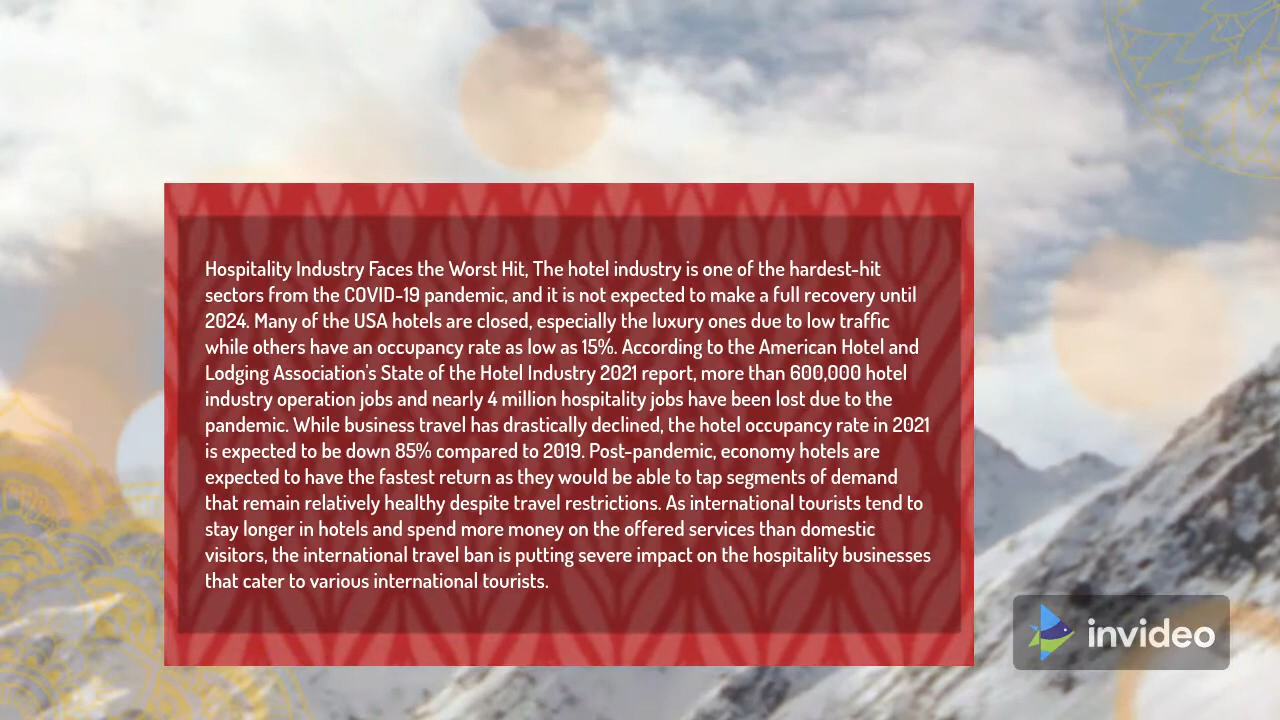 Hospitality Industry Faces the Worst Hit, The hotel industry is one of the hardest-hit
sectors from the COVID-19 pandemic, and it is not expected to make a full recovery until
2024. Many of the USA hotels are closed, especially the luxury ones due to low traffic
while others have an occupancy rate as low as 15%. According to the American Hotel and
Lodging Association's State of the Hotel Industry 2021 report, more than 600,000 hotel
industry operation jobs and nearly 4 million hospitality jobs have been lost due to the
pandemic. While business travel has drastically declined, the hotel occupancy rate in 2021
is expected to be down 85% compared to 2019. Post-pandemic, economy hotels are
expected to have the fastest return as they would be able to tap segments of demand
that remain relatively healthy despite travel restrictions. As international tourists tend to
stay longer in hotels and spend more money on the offered services than domestic
visitors, the international travel ban is putting severe impact on the hospitality businesses
that cater to various international tourists.
invideo